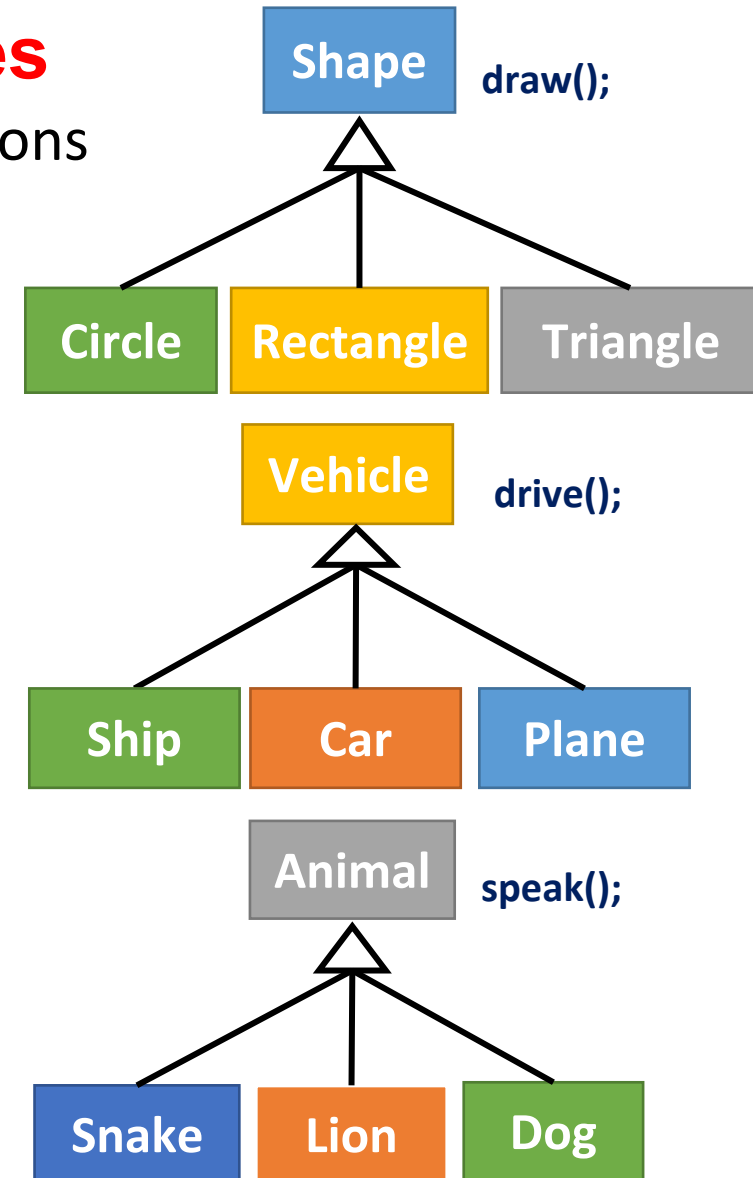 es
ons
Shape
draw();
Circle Rectangle Triangle
Vehicle
drive();
Ship Car Plane
Animal
speak();
Snake Lion Dog